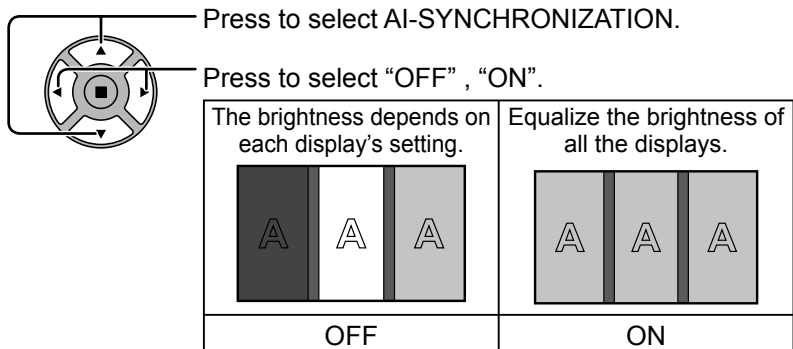 Press to select AI-SYNCHRONIZATION.
Press to select “OFF” , “ON”.
The brightness depends on
each display’s setting.
Equalize the brightness of
all the displays.
A A A
A A A
OFF
ON